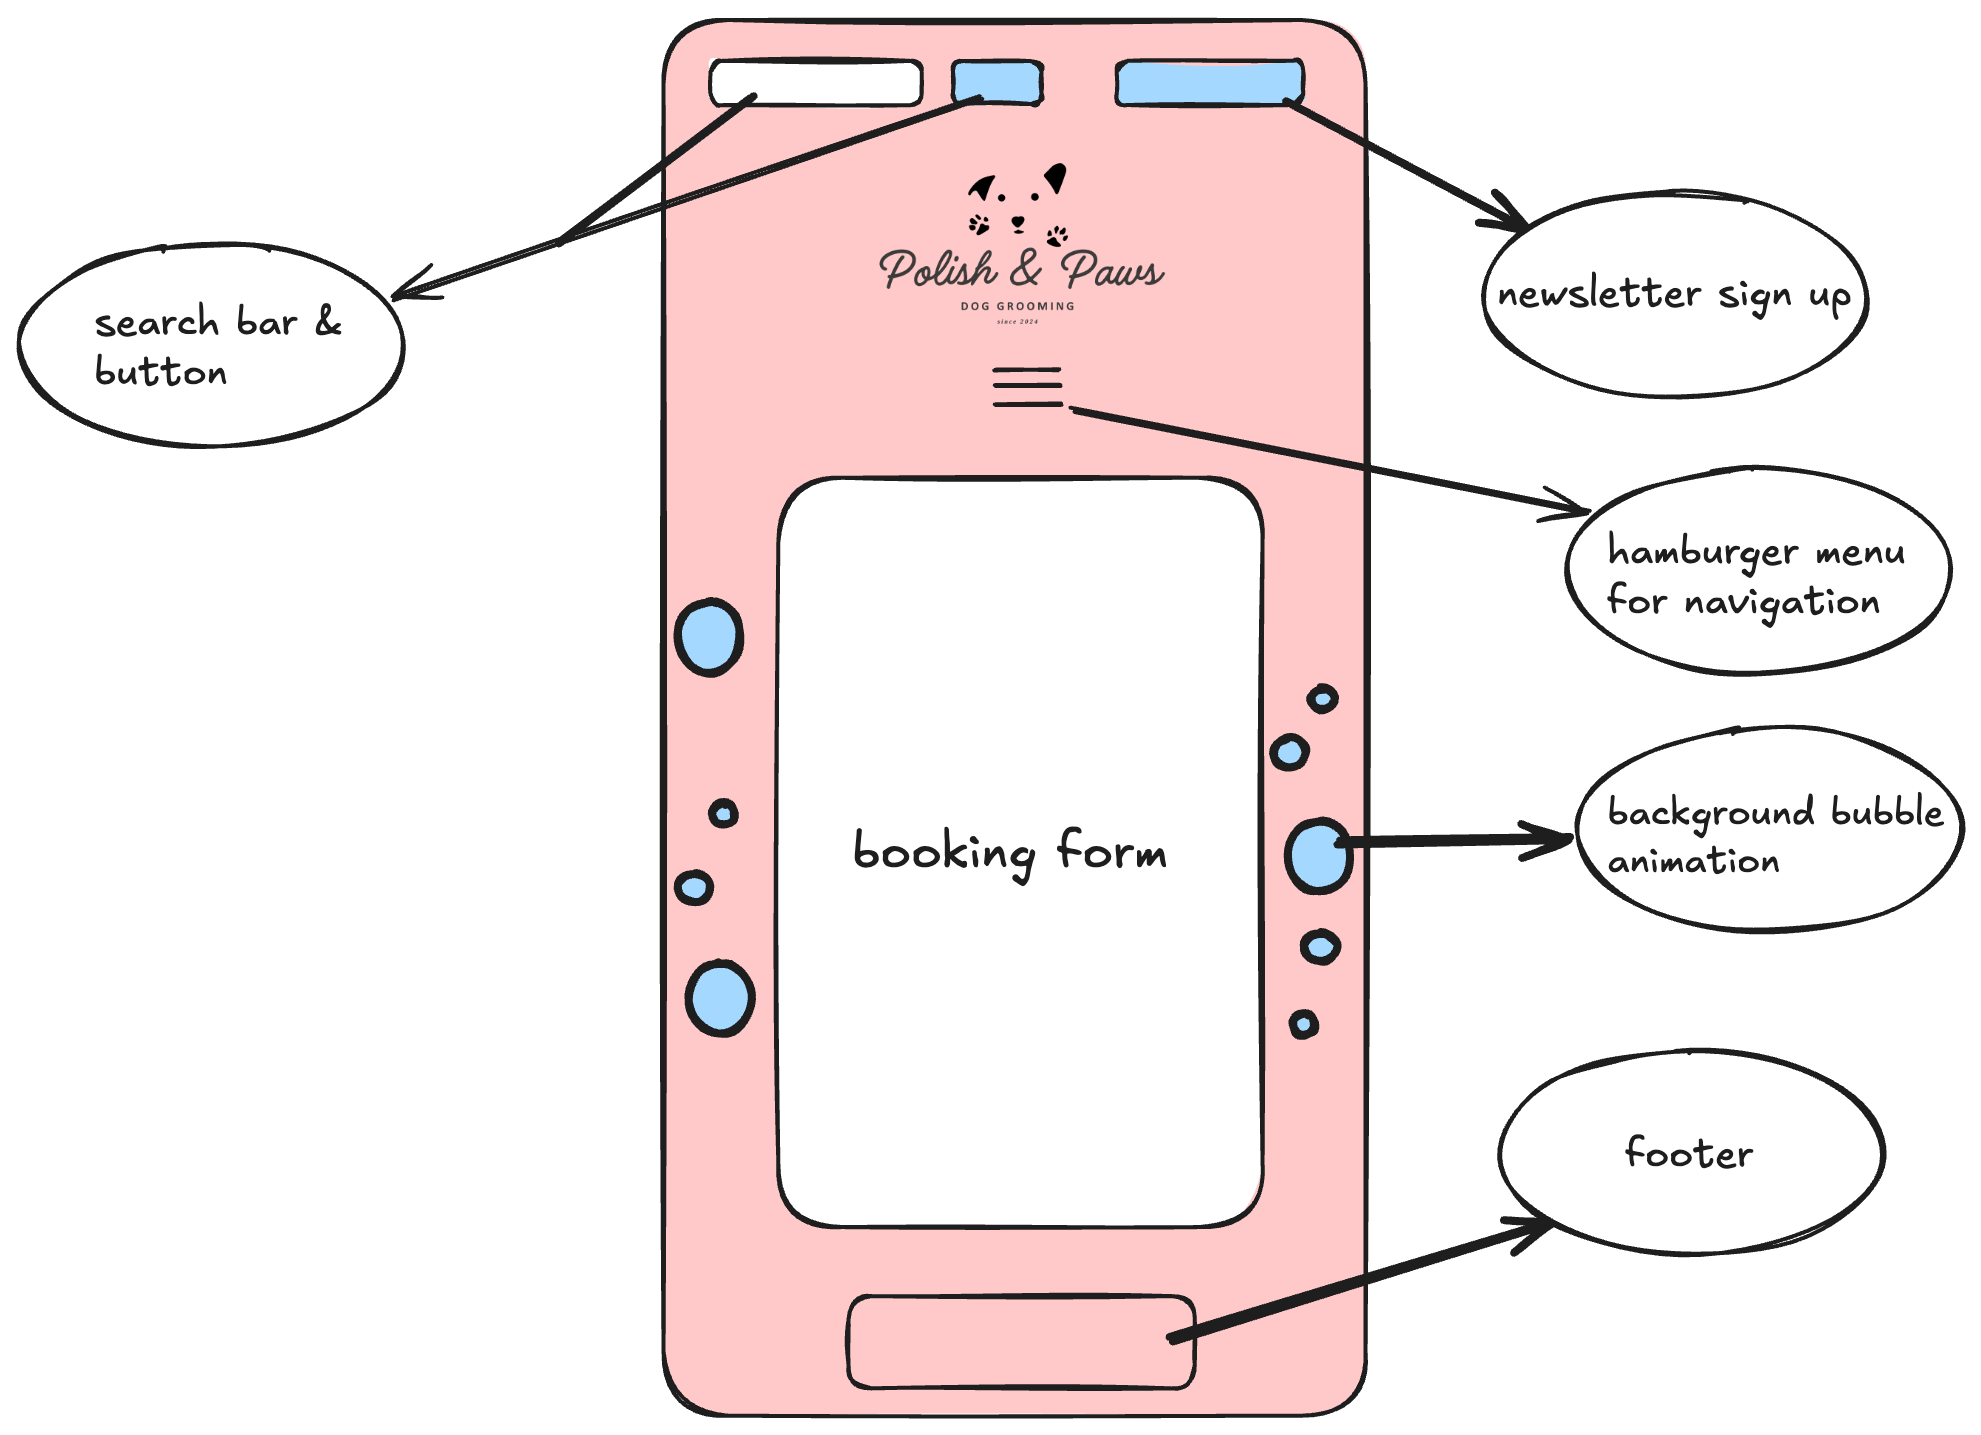 Polish & Paws
DOG GROOMING
since 2024
search bar &
button
newsletter sign up
hamburger menu
for navigation
booking form
background bubble
animation
footer